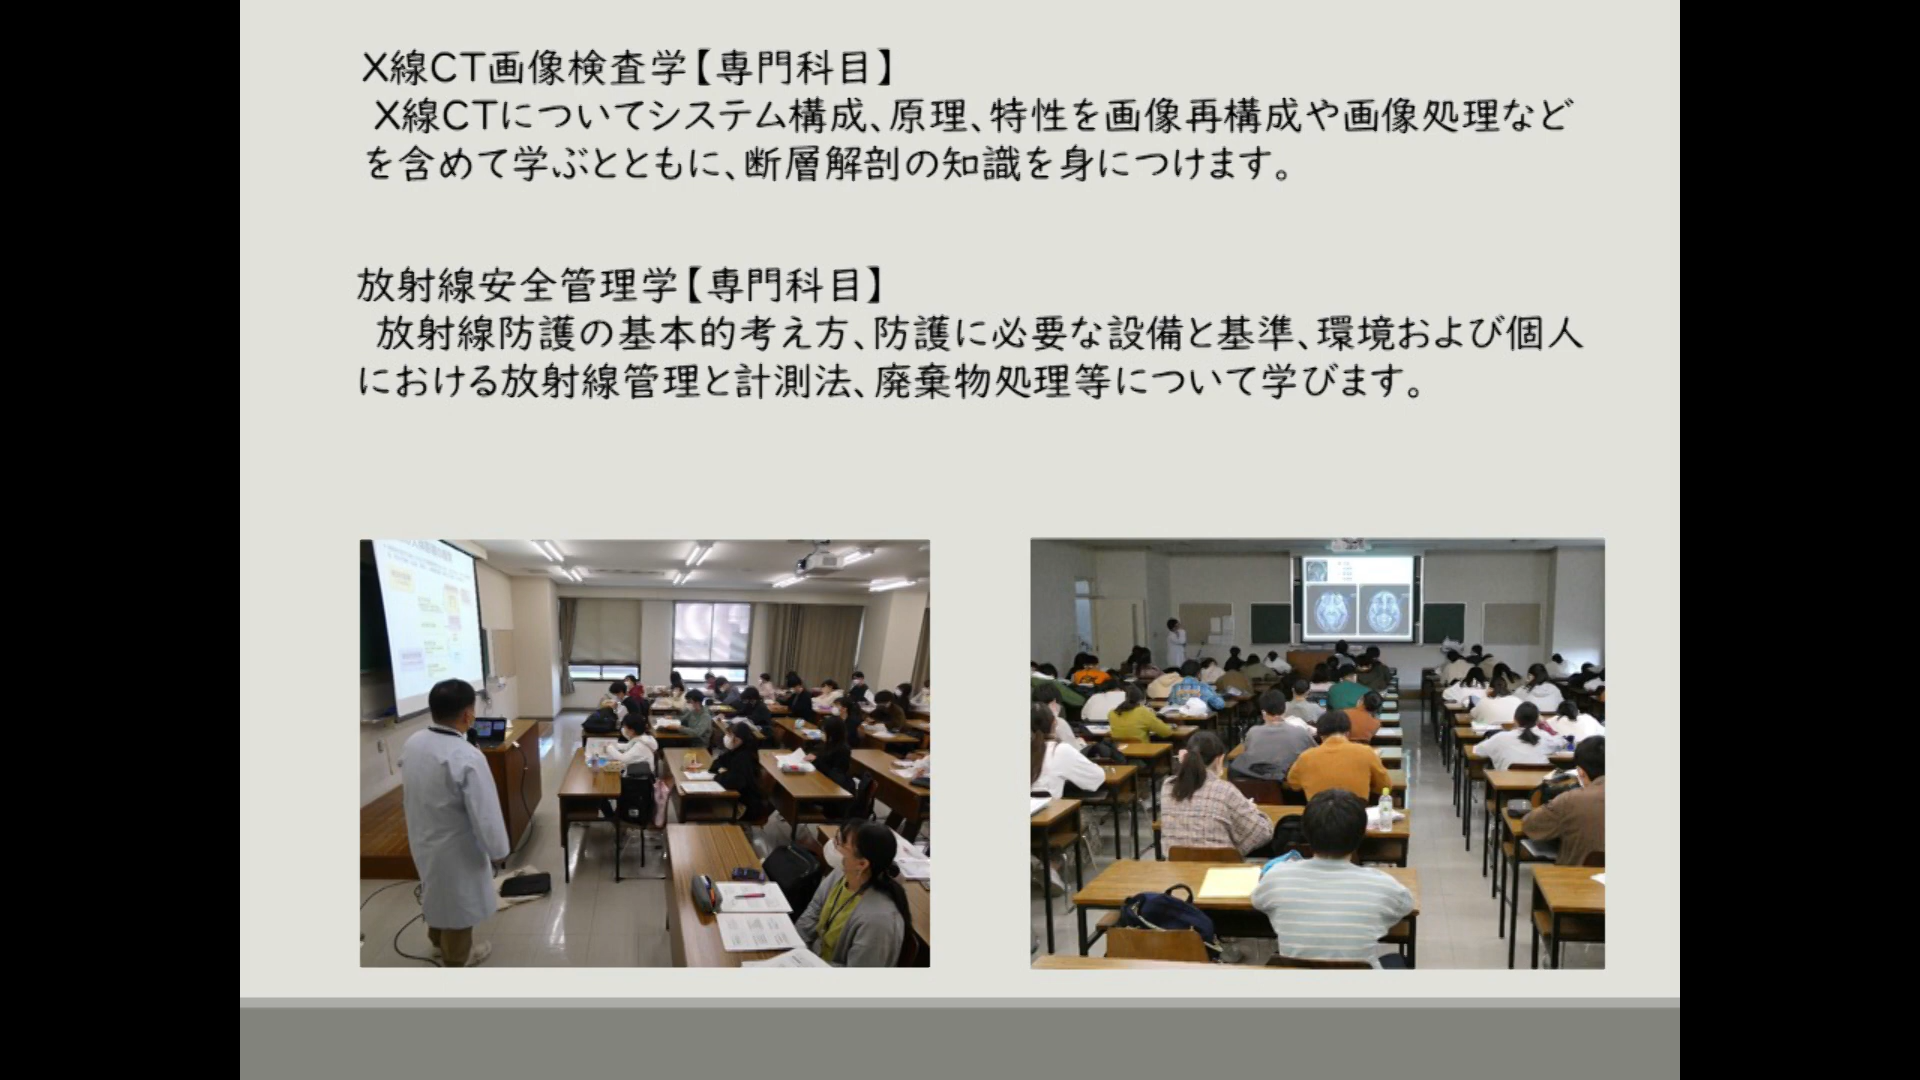 X線CT画像検査学【専門科目】
X線CTについてシステム構成、原理、特性を画像再構成や画像処理など
を含めて学ぶとともに、断層解剖の知識を身につけます。
放射線安全管理学【専門科目】
放射線防護の基本的考え方、防護に必要な設備と基準、環境および個人
における放射線管理と計測法、廃棄物処理等について学びます。